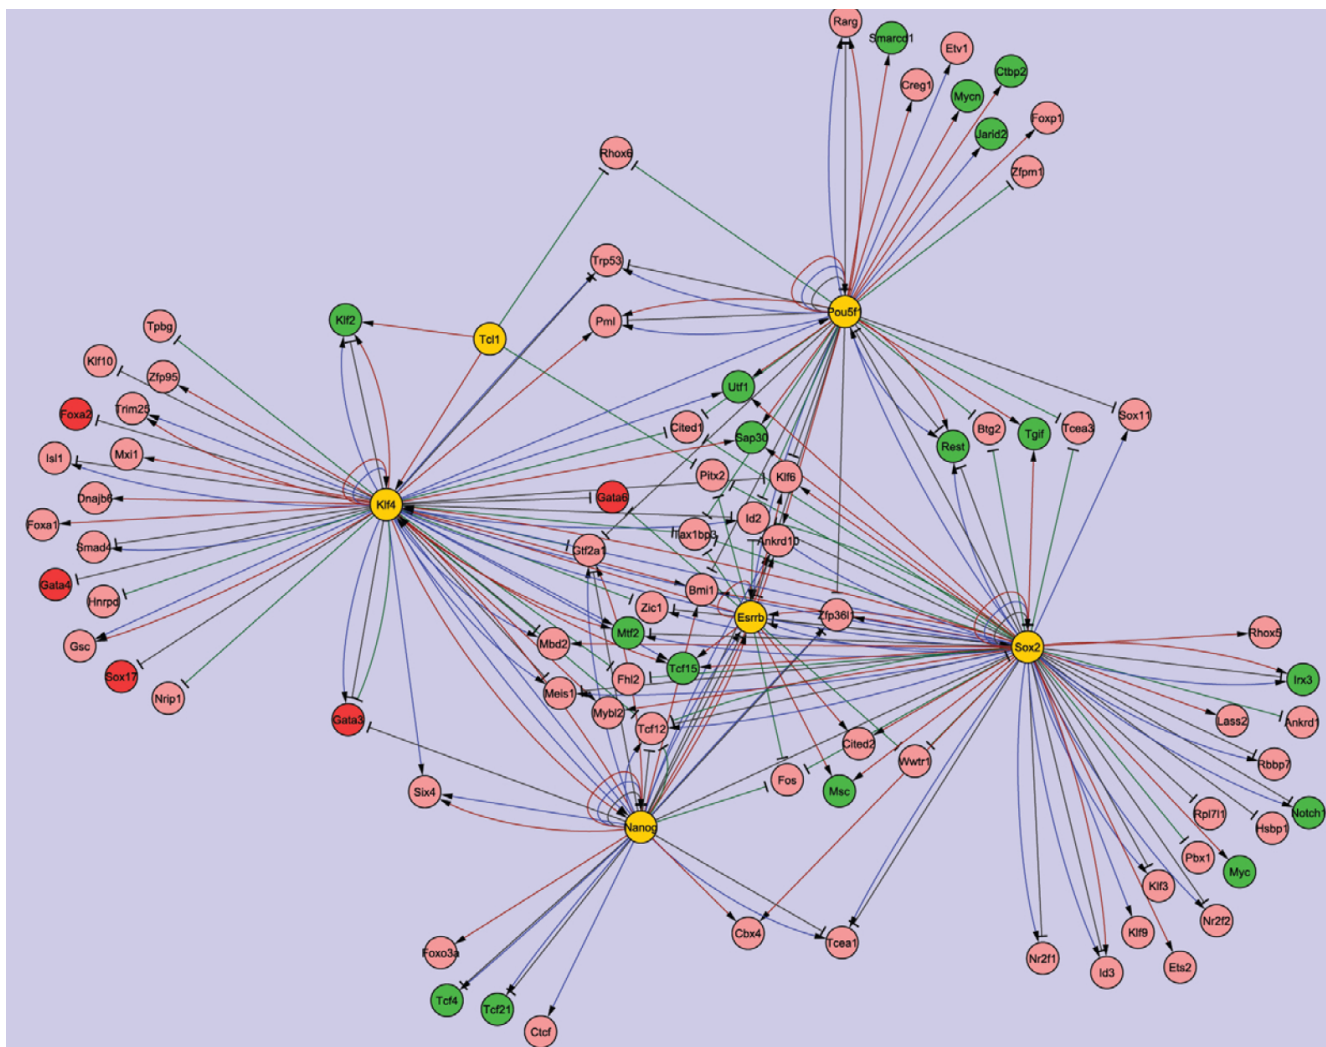 Rarg
Smarcd1
Etv1
Ctbp2
Creg1
Mycn
Foxp1
Jarid2
Rhox6
Zfpm1
Trp53
Pou5f1
Klf2
Tpbg
Pml
Tcl1
Klf10
Zfp95
Utf1
Foxa2
Trim25
Sox11
Cited1
Sap30
Btg2
Tgif
Tcea3
Rest
Isl1
Mxi1
Pitx2
Klf6
Dnajb6
Gata6
Klf4
Id2
Foxa1
Tax1bp3
Ankrd10
Smad4
Gtf2a1
Gata4
Bmi1
Hnrpd
Zic1
Esrrb
Zfp36l1
Mtf2
Rhox5
Gsc
Mbd2
Sox2
Tcf15
Sox17
Fhl2
Irx3
Nrip1
Meis1
Mybl2
Gata3
Tcf12
Lass2
Ankrd1
Cited2
Wwtr1
Rbbp7
Fos
Six4
Msc
Rpl7l1
Notch1
Nanog
Hsbp1
Pbx1
Myc
Klf3
Nr2f2
Cbx4
Klf9
Tcea1
Foxo3a
Nr2f1
Id3
Ets2
Tcf4
Tcf21
Ctcf